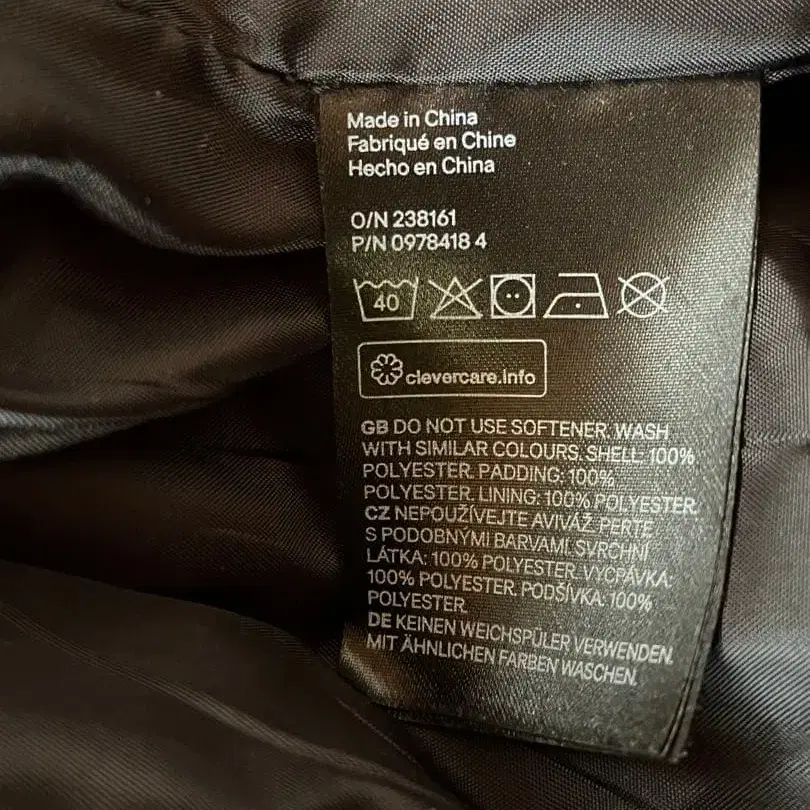 Made in China
Fabriqué en Chine
Hecho en China
O/N 238161
P/N 0978418 4
40
clevercare.info
GB DO NOT USE SOFTENER. WASH
WITH SIMILAR COLOURS. SHELL: 100%
POLYESTER. PADDING: 100%
POLYESTER. LINING: 100% POLYESTER.
CZ NEPOUŽÍVEJTE AVIVÁŽ. PERTE
S PODOBNÝMI BARVAMI. SVRCHNÍ
LÁTKA: 100% POLYESTER. VYCPÁVKA:
100% POLYESTER. PODŠÍVKA: 100%
POLYESTER.
DE KEINEN WEICHSPÜLER VERWENDEN.
MIT ÄHNLICHEN FARBEN WASCHEN.